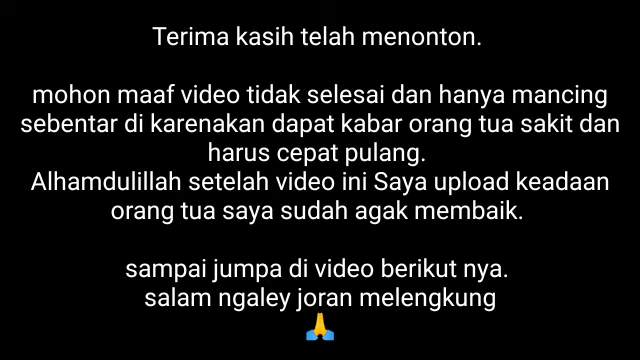 Terima kasih telah menonton.
mohon maaf video tidak selesai dan hanya mancing
sebentar di karenakan dapat kabar orang tua sakit dan
harus cepat pulang.
Alhamdulillah setelah video ini Saya upload keadaan
orang tua saya sudah agak membaik.
sampai jumpa di video berikut nya.
salam ngaley joran melengkung
🙏